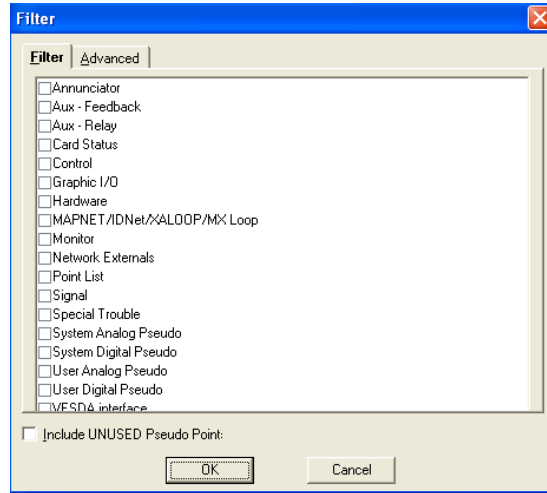 Filter
Filter Advanced
Annunciator
Aux - Feedback
Aux - Relay
Card Status
Control
Graphic I/O
Hardware
MAPNET/IDNet/XALOOP/MX Loop
Monitor
Network Externals
Point List
Signal
Special Trouble
System Analog Pseudo
System Digital Pseudo
User Analog Pseudo
User Digital Pseudo
VESDA interface
Include UNUSED Pseudo Point:
OK Cancel